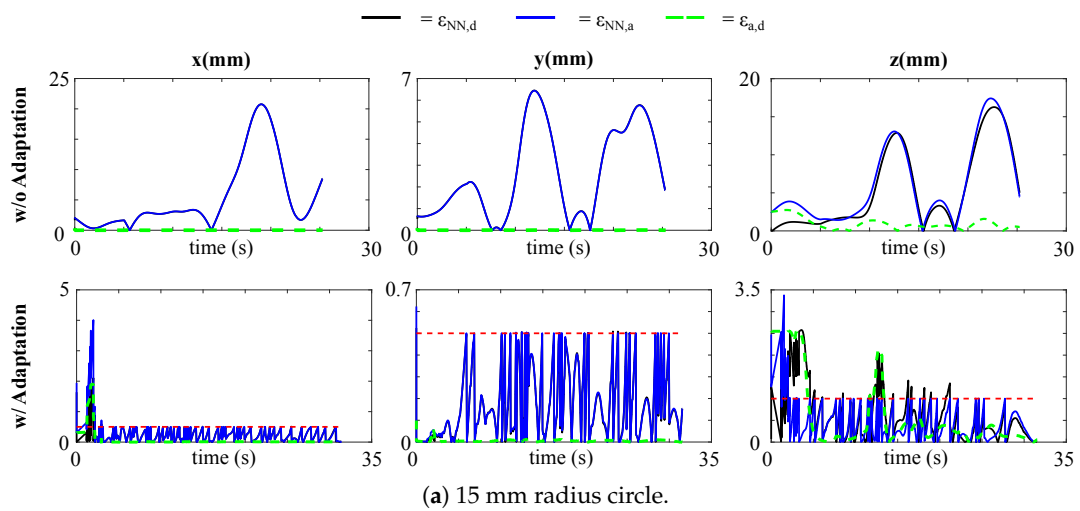 = ε_NN,d = ε_NN,a = ε_a,d
x(mm) y(mm) z(mm)
w/o Adaptation
25 7 20
0 0 0
0 time (s) 30 0 time (s) 30 0 time (s) 30
w/ Adaptation
5 0.7 3.5
0 0 0
0 time (s) 35 0 time (s) 35 0 time (s) 35
(a) 15 mm radius circle.